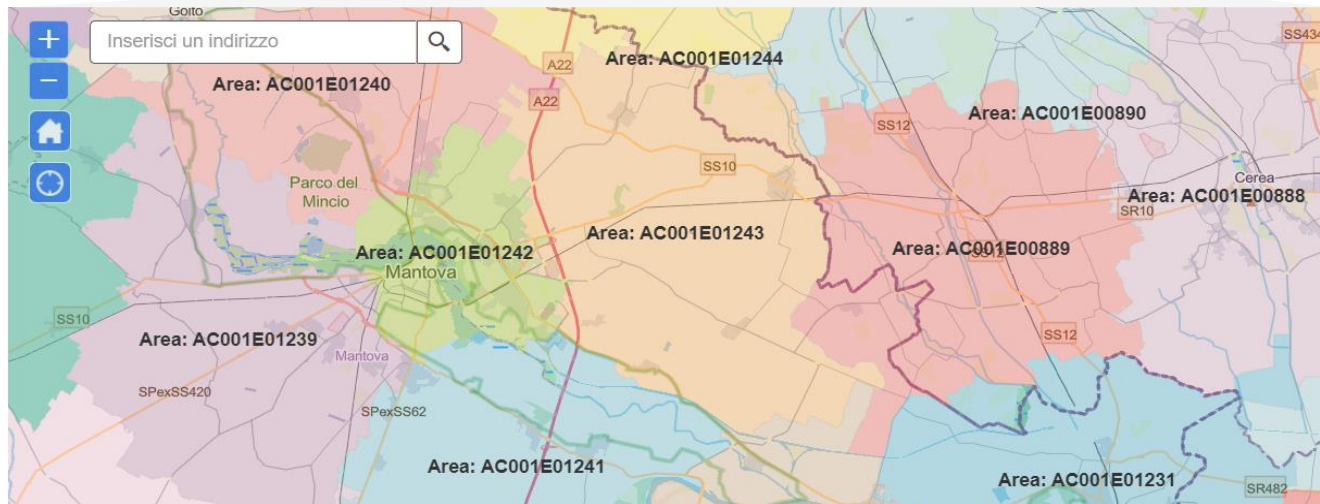 Goito
+
Inserisci un indirizzo
−
A22
Area: AC001E01244
SS434
Area: AC001E01240
A22
Area: AC001E00890
SS12
SS10
Parco del
Mincio
Cerea
Area: AC001E00888
SR10
Area: AC001E01243
Area: AC001E01242
Area: AC001E00889
SS12
Mantova
SS10
Area: AC001E01239
SS12
Mantova
SPexSS420
SPexSS62
Area: AC001E01241
Area: AC001E01231
SR482